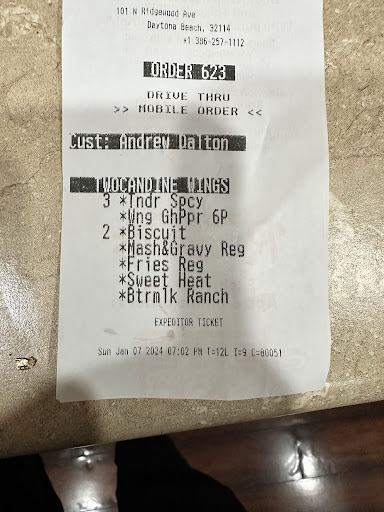 101 N Ridgewood Ave
Daytona Beach, 32114
+1 386-257-1112
ORDER 623
DRIVE THRU
>> MOBILE ORDER <<
Cust: Andrew Dalton
TWOCANDINE WINGS
3 *Tndr Spcy
*Wng GhPpr 6P
2 *Biscuit
*Mash&Gravy Reg
*Fries Reg
*Sweet Heat
*Btrmlk Ranch
EXPEDITOR TICKET
Sun Jan 07 2024 07:02 PM T=12L I=9 C=80051